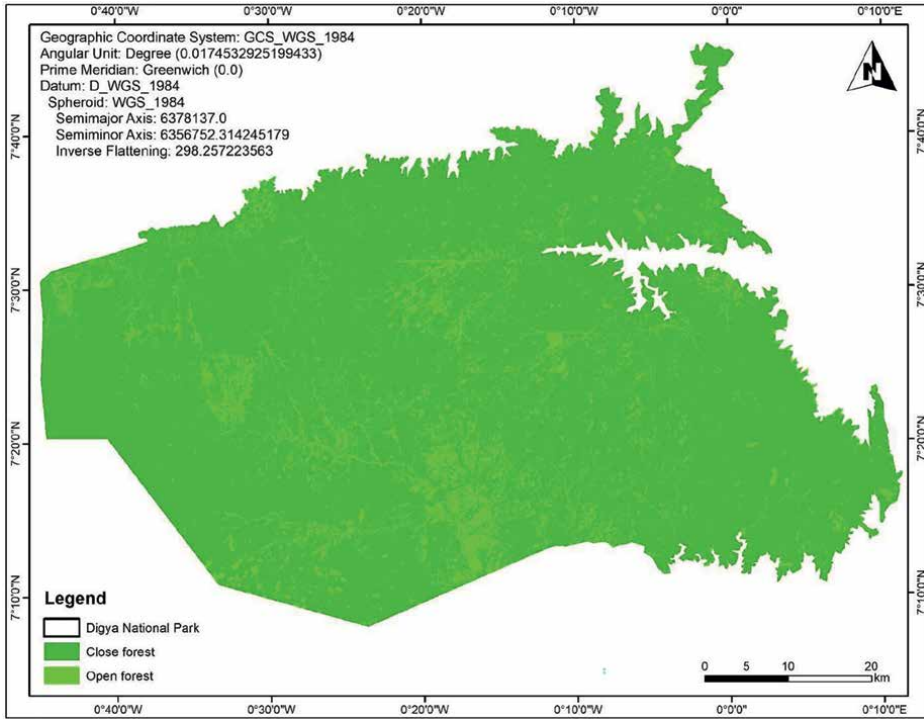 0°40'0"W 0°30'0"W 0°20'0"W 0°10'0"W 0°0'0" 0°10'0"E
Geographic Coordinate System: GCS_WGS_1984
Angular Unit: Degree (0.0174532925199433)
Prime Meridian: Greenwich (0.0)
Datum: D_WGS_1984
Spheroid: WGS_1984
Semimajor Axis: 6378137.0
Semiminor Axis: 6356752.314245179
Inverse Flattening: 298.257223563
N
7°40'0"N 7°40'0"N
7°30'0"N 7°30'0"N
7°20'0"N 7°20'0"N
7°10'0"N 7°10'0"N
Legend
Digya National Park
Close forest
Open forest
0 5 10 20
km
0°40'0"W 0°30'0"W 0°20'0"W 0°10'0"W 0°0'0" 0°10'0"E